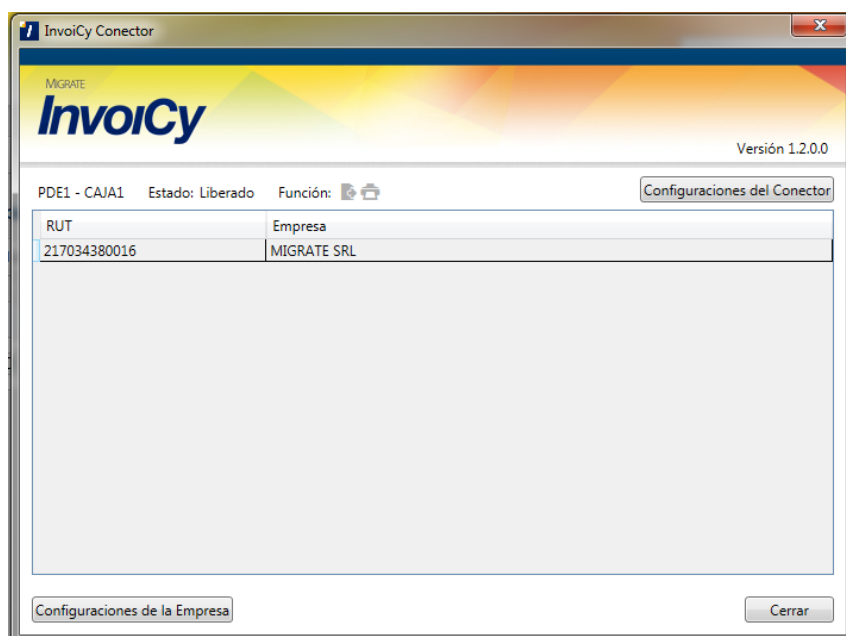 InvoiCy Conector
MIGRATE
InvoiCy
Versión 1.2.0.0
PDE1 - CAJA1 Estado: Liberado Función: Configuraciones del Conector
RUT Empresa
217034380016 MIGRATE SRL
Configuraciones de la Empresa Cerrar